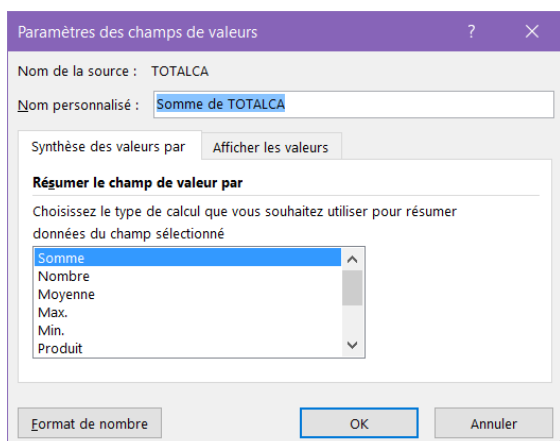 Paramètres des champs de valeurs ? ×
Nom de la source : TOTALCA
Nom personnalisé : Somme de TOTALCA
Synthèse des valeurs par Afficher les valeurs
Résumer le champ de valeur par
Choisissez le type de calcul que vous souhaitez utiliser pour résumer
données du champ sélectionné
Somme
Nombre
Moyenne
Max.
Min.
Produit
Format de nombre OK Annuler